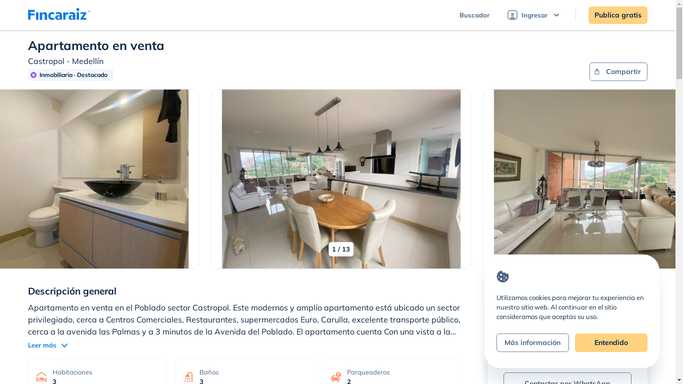 Fincaraiz
Buscador
Ingresar
Publica gratis
Apartamento en venta
Castropol - Medellín
Inmobiliaria · Destacado
Compartir
1 / 13
Descripción general
Apartamento en venta en el Poblado sector Castropol. Este modernos y amplio apartamento está ubicado un sector
privilegiado, cerca a Centros Comerciales, Restaurantes, supermercados Euro, Carulla, excelente transporte público,
cerca a la avenida las Palmas y a 3 minutos de la Avenida del Poblado. El apartamento cuenta Con una vista a la...
Leer más
Habitaciones
3
Baños
3
Parqueaderos
2
Utilizamos cookies para mejorar tu experiencia en
nuestro sitio web. Al continuar en el sitio
consideramos que aceptas su uso.
Más información
Entendido
Contactar por WhatsApp